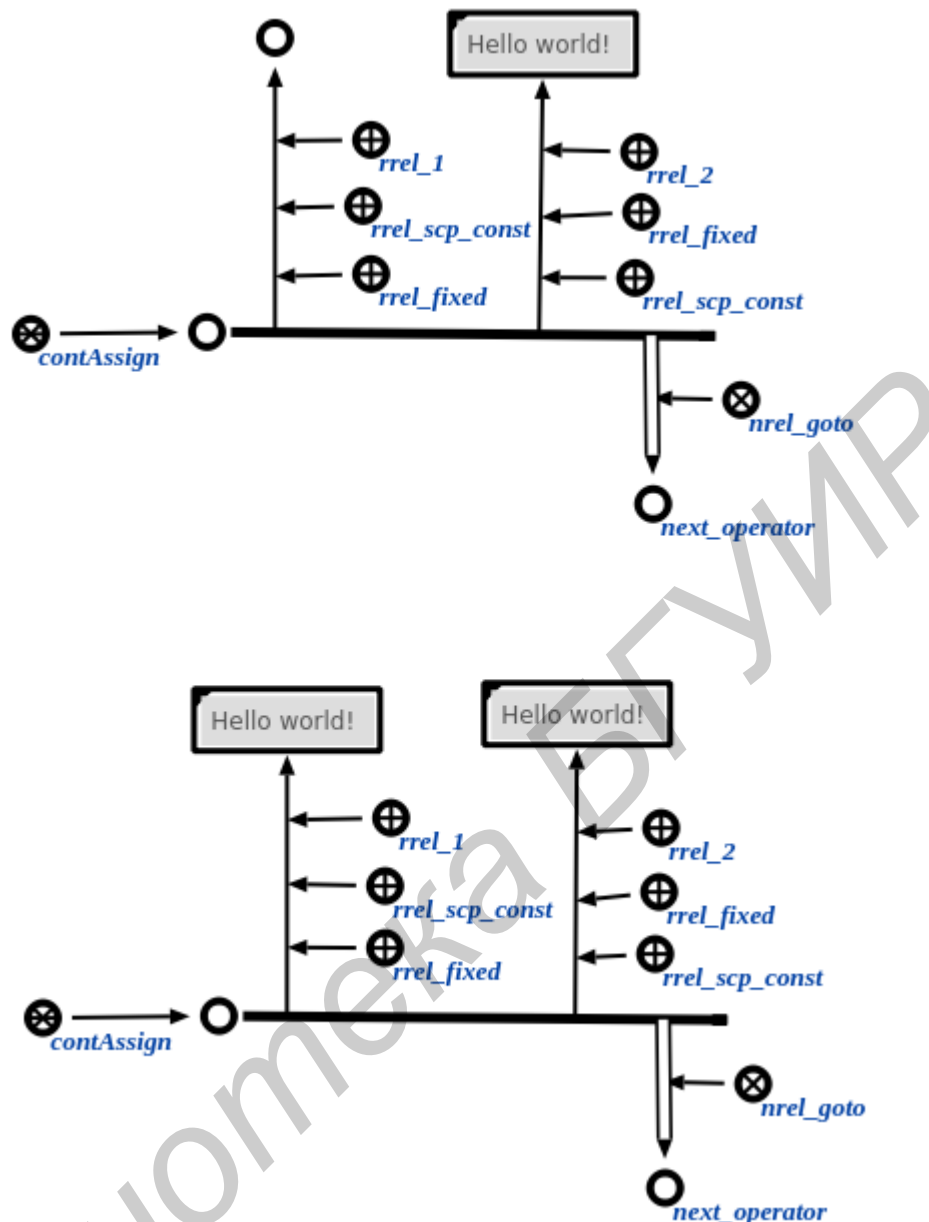 Hello world!
rrel_1
rrel_2
rrel_scp_const
rrel_fixed
rrel_fixed
rrel_scp_const
contAssign
nrel_goto
next_operator
Hello world!
Hello world!
rrel_1
rrel_2
rrel_scp_const
rrel_fixed
rrel_fixed
rrel_scp_const
contAssign
nrel_goto
next_operator
БГУИР